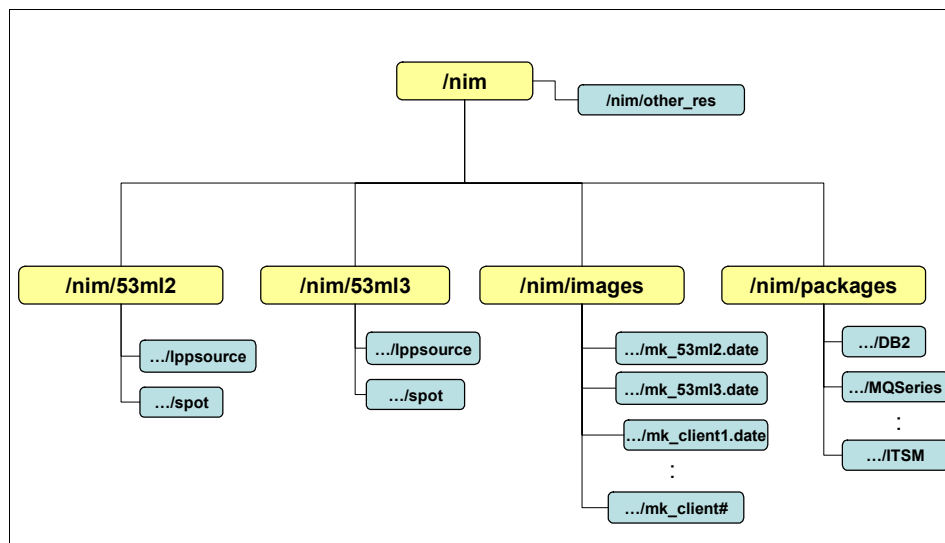 /nim
/nim/other_res
/nim/53ml2
/nim/53ml3
/nim/images
/nim/packages
…/lppsource
…/spot
…/lppsource
…/spot
…/mk_53ml2.date
…/mk_53ml3.date
…/mk_client1.date
:
…/mk_client#
…/DB2
…/MQSeries
:
…/ITSM